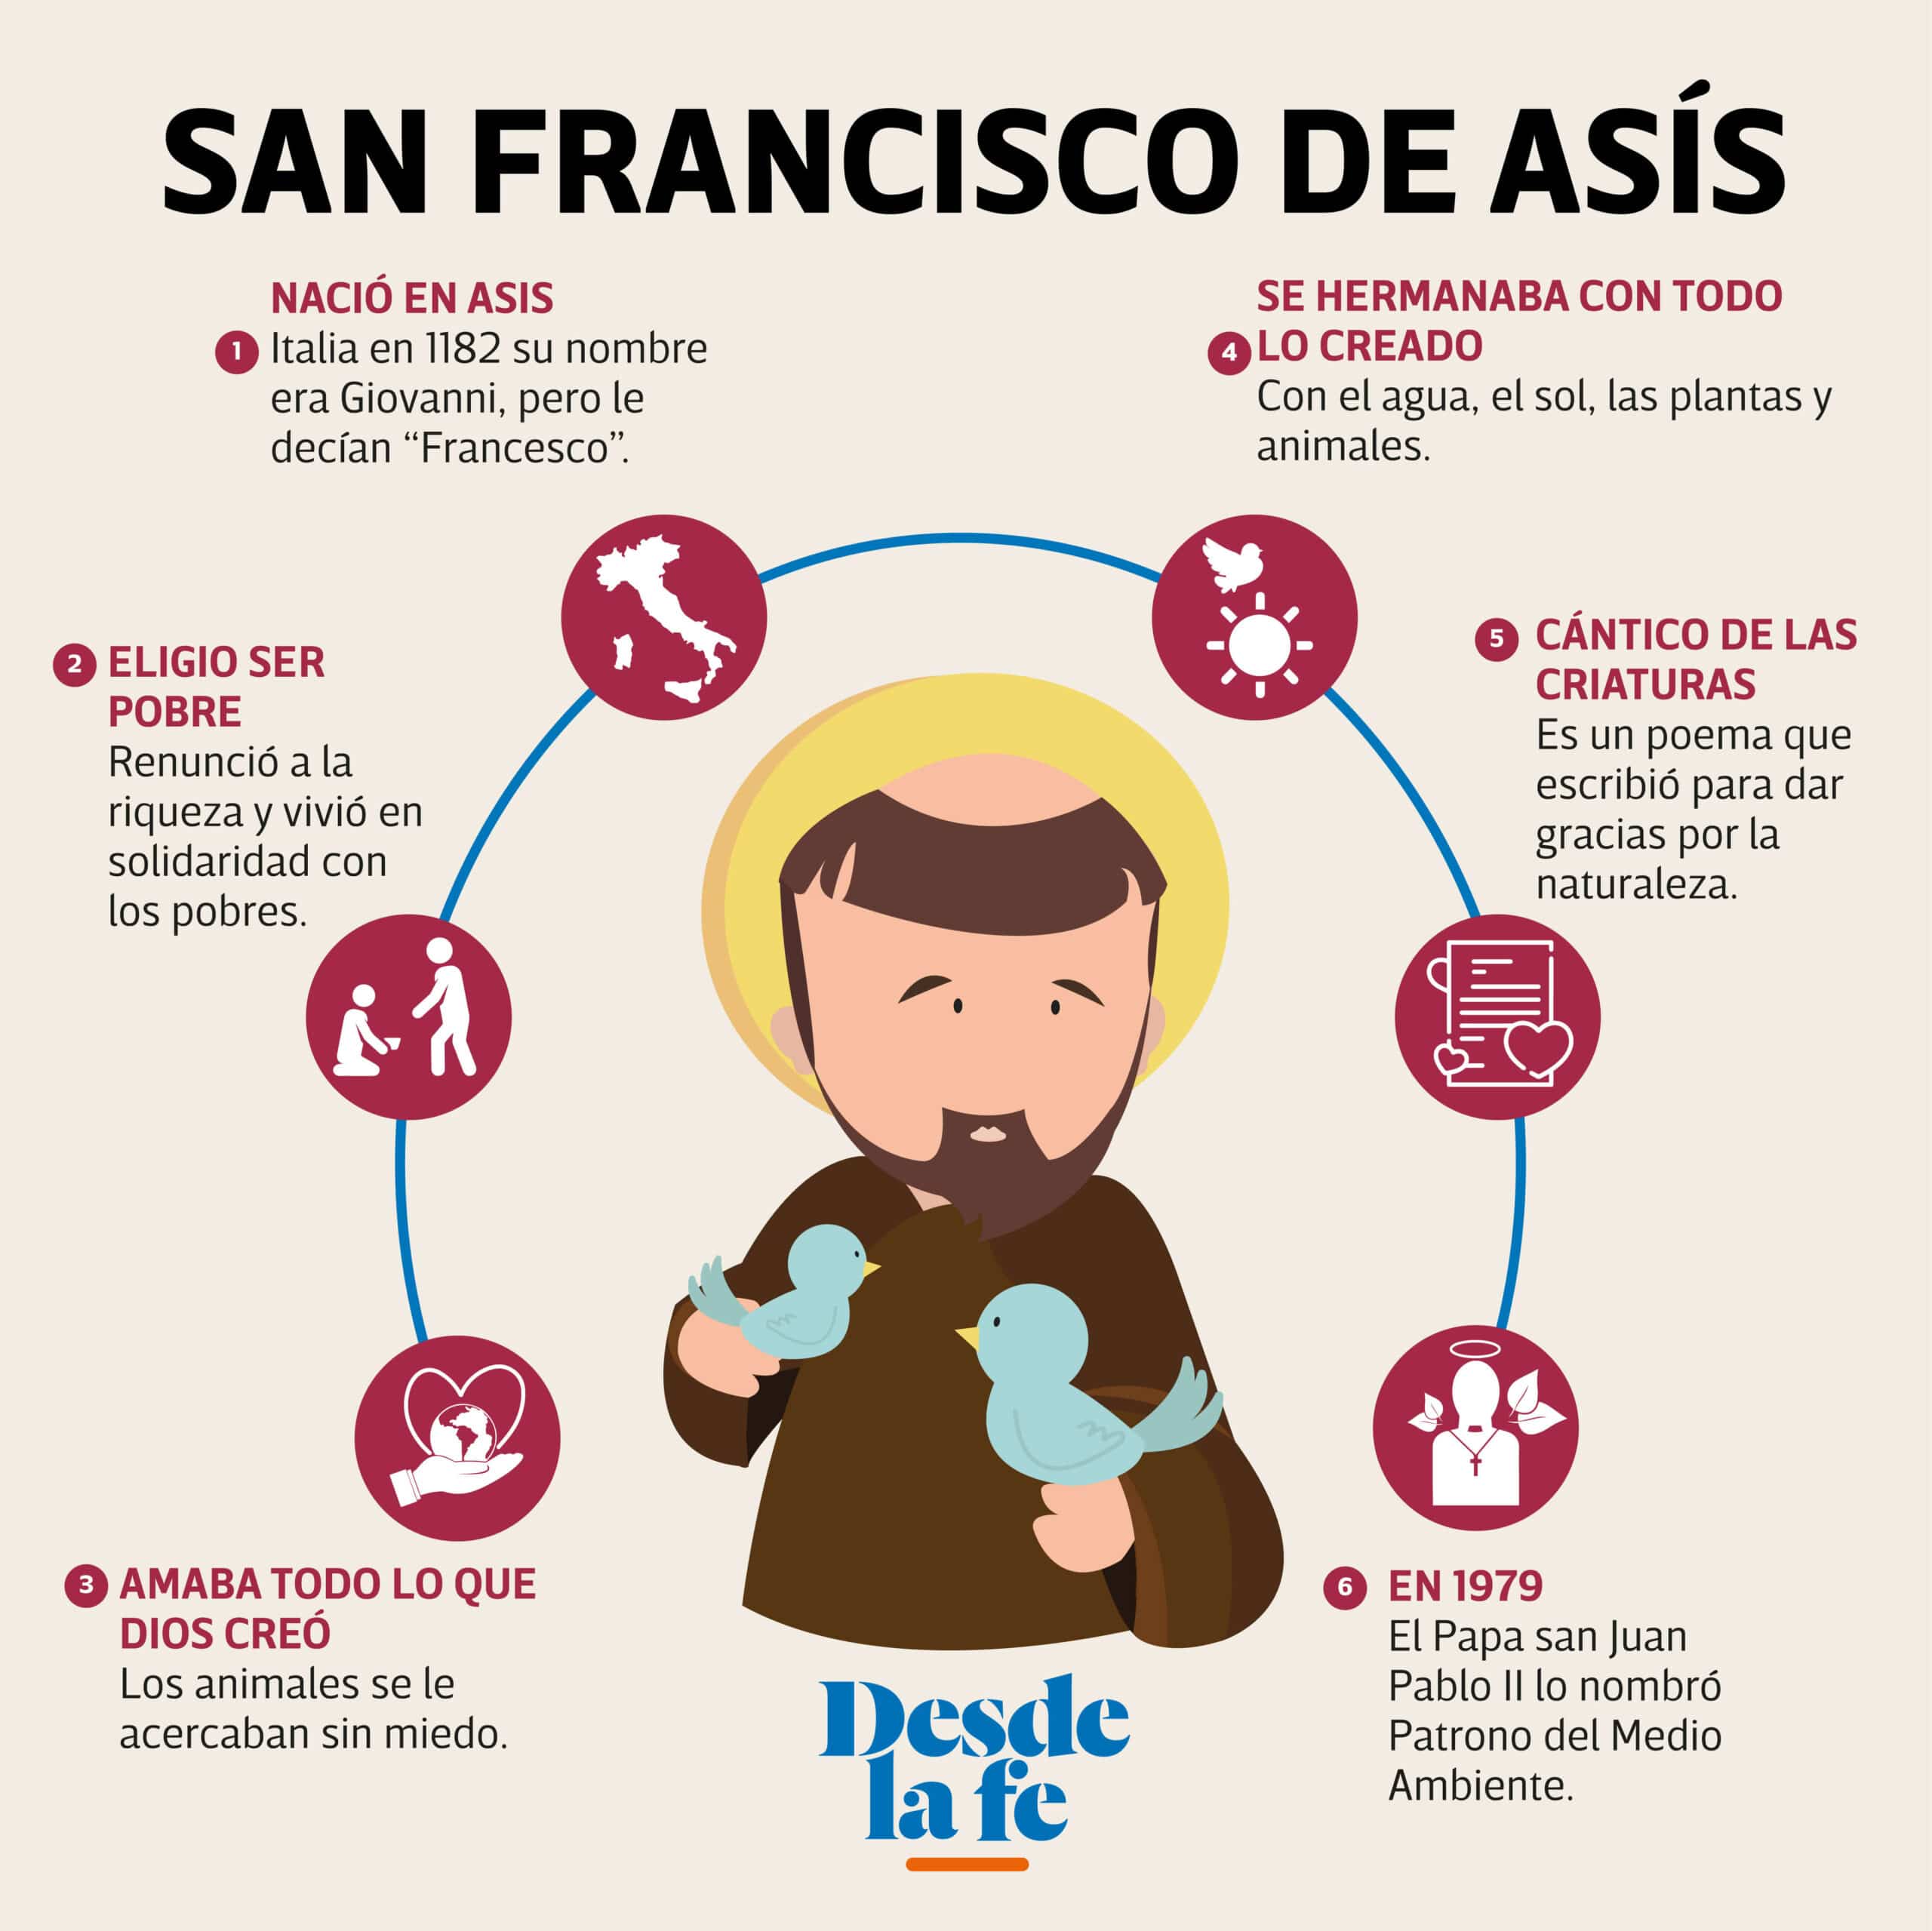 SAN FRANCISCO DE ASÍS
NACIÓ EN ASIS
1 Italia en 1182 su nombre
era Giovanni, pero le
decían “Francesco”.
2 ELIGIO SER
POBRE
Renunció a la
riqueza y vivió en
solidaridad con
los pobres.
3 AMABA TODO LO QUE
DIOS CREÓ
Los animales se le
acercaban sin miedo.
SE HERMANABA CON TODO
4 LO CREADO
Con el agua, el sol, las plantas y
animales.
5 CÁNTICO DE LAS
CRIATURAS
Es un poema que
escribió para dar
gracias por la
naturaleza.
6 EN 1979
El Papa san Juan
Pablo II lo nombró
Patrono del Medio
Ambiente.
Desde
la fe